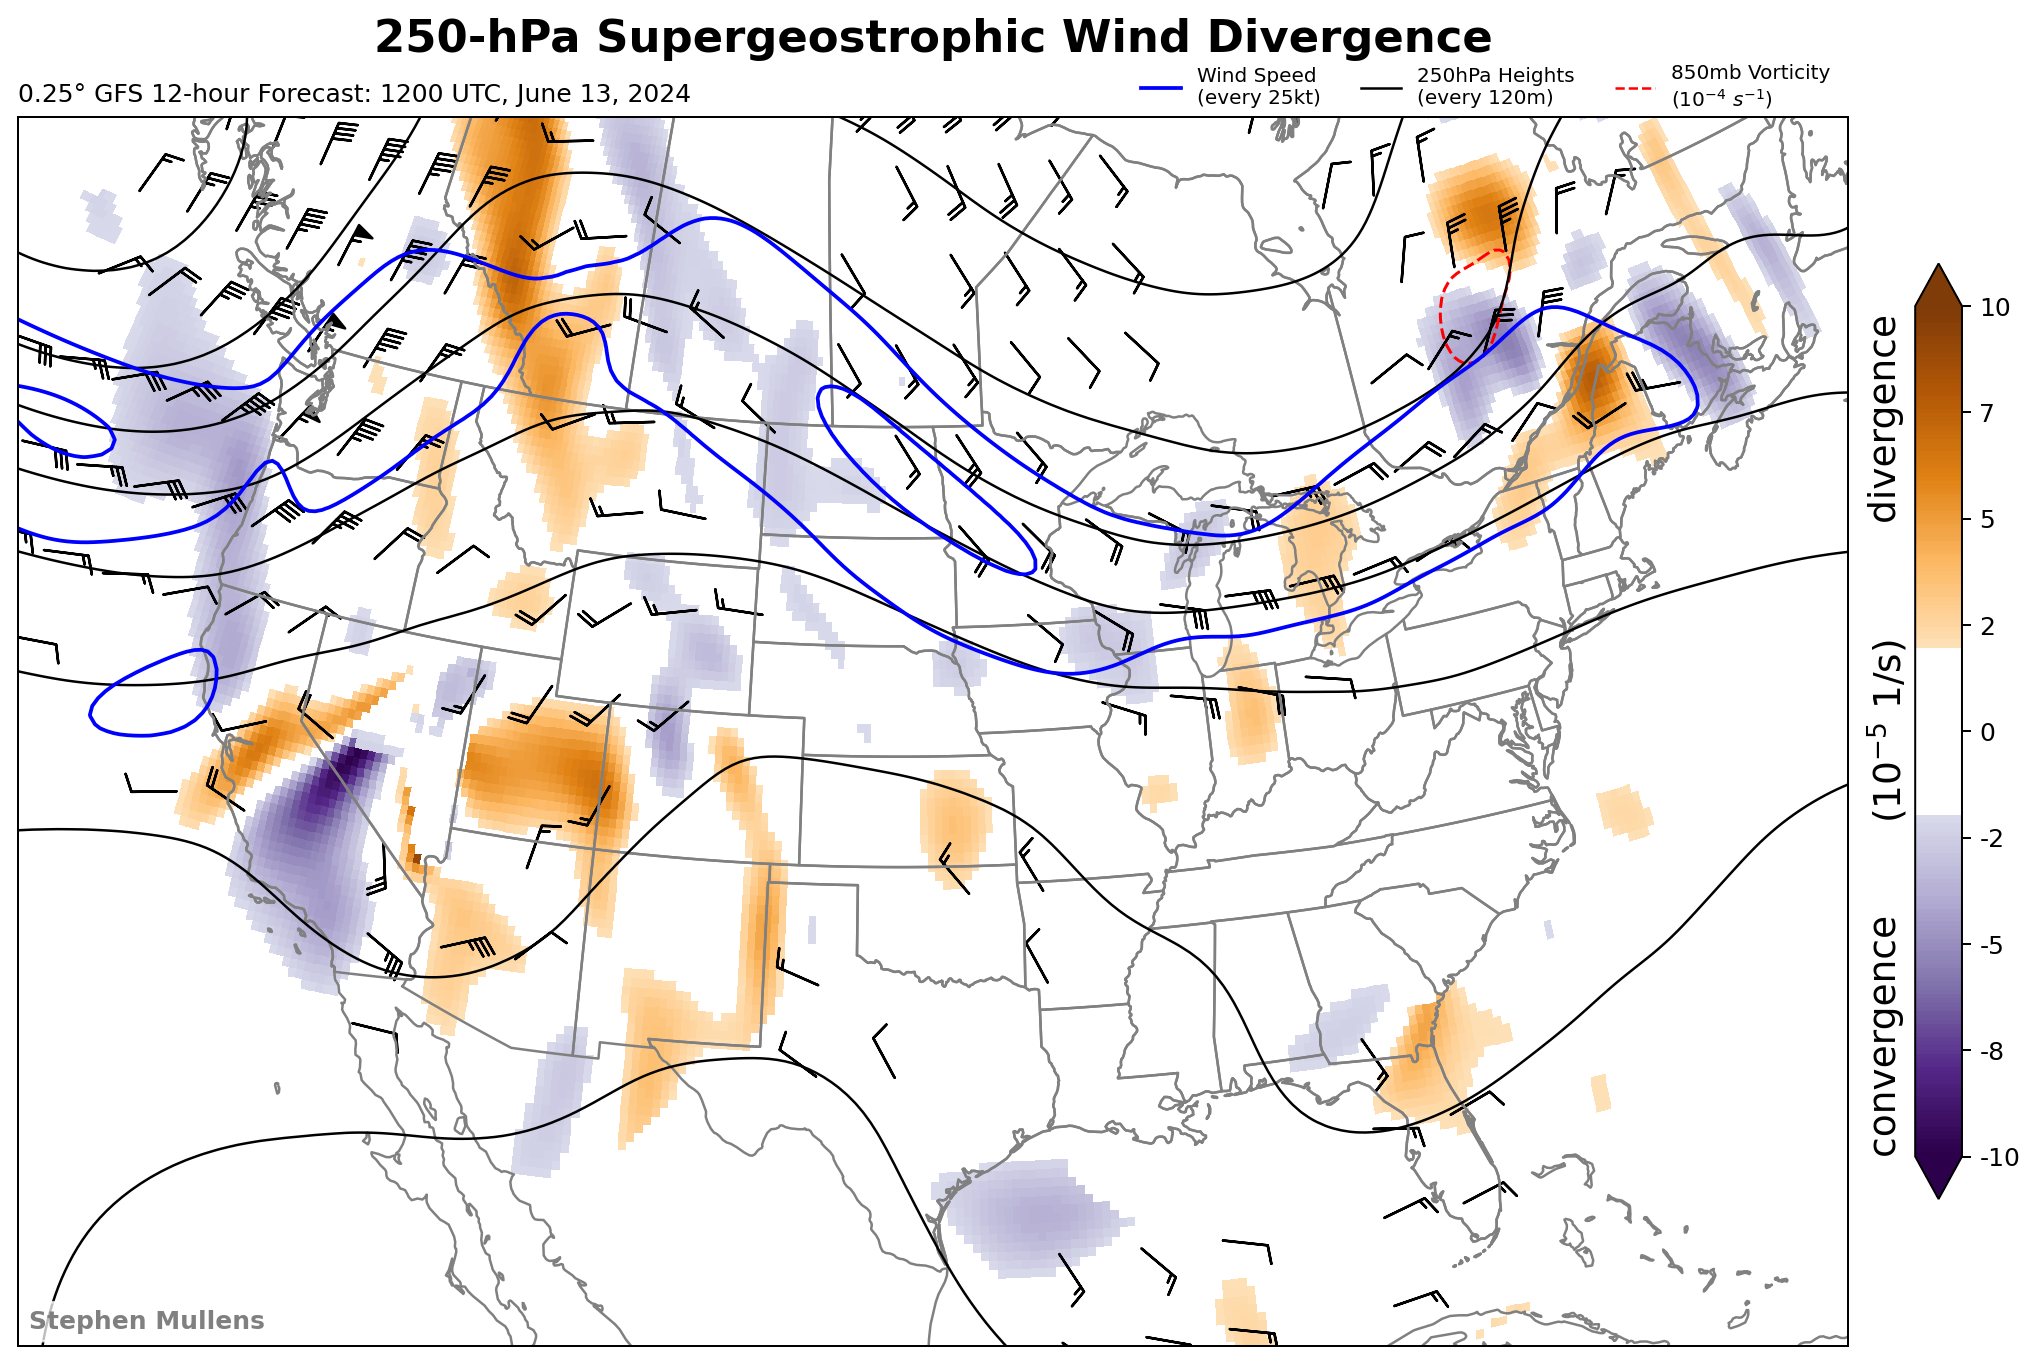 250-hPa Supergeostrophic Wind Divergence
0.25° GFS 12-hour Forecast: 1200 UTC, June 13, 2024
Wind Speed
(every 25kt)
250hPa Heights
(every 120m)
850mb Vorticity
(10⁻⁴ s⁻¹)
10
7
5
2
0
-2
-5
-8
-10
convergence (10⁻⁵ 1/s) divergence
Stephen Mullens